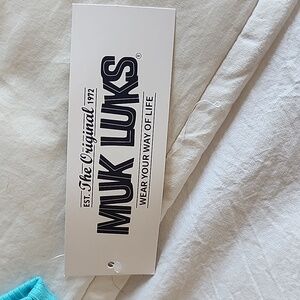 EST. The Original 1972
MUK LUKS®
WEAR YOUR WAY OF LIFE